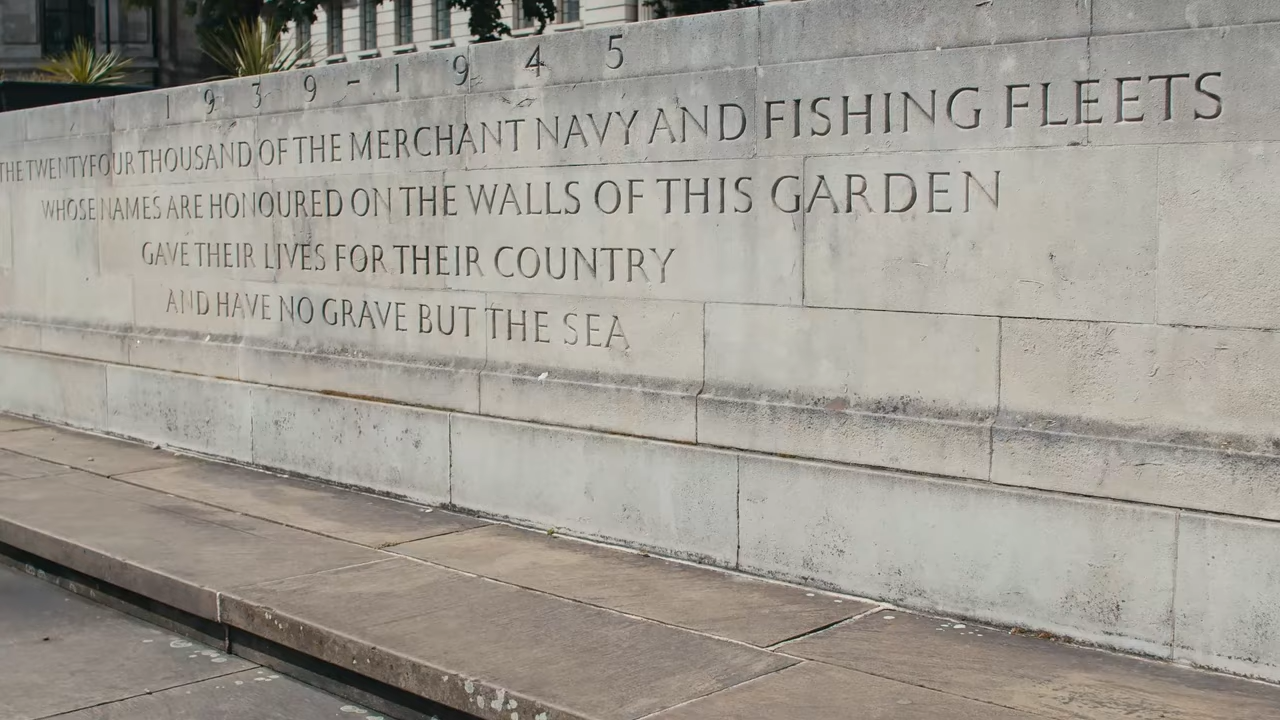 1939-1945
THE TWENTYFOUR THOUSAND OF THE MERCHANT NAVY AND FISHING FLEETS
WHOSE NAMES ARE HONOURED ON THE WALLS OF THIS GARDEN
GAVE THEIR LIVES FOR THEIR COUNTRY
AND HAVE NO GRAVE BUT THE SEA